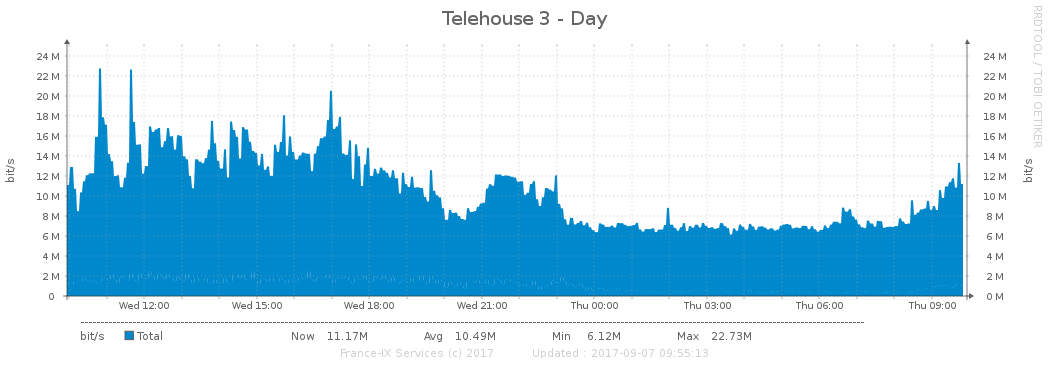 Telehouse 3 - Day
RRDTOOL / TOBI OETIKER
bit/s
24 M 24 M
22 M 22 M
20 M 20 M
18 M 18 M
16 M 16 M
14 M 14 M
12 M 12 M
10 M 10 M
8 M 8 M
6 M 6 M
4 M 4 M
2 M 2 M
0 0 M
bit/s
Wed 12:00 Wed 15:00 Wed 18:00 Wed 21:00 Thu 00:00 Thu 03:00 Thu 06:00 Thu 09:00
bit/s Total Now 11.17M Avg 10.49M Min 6.12M Max 22.73M
France-IX Services (c) 2017 Updated : 2017-09-07 09:55:13